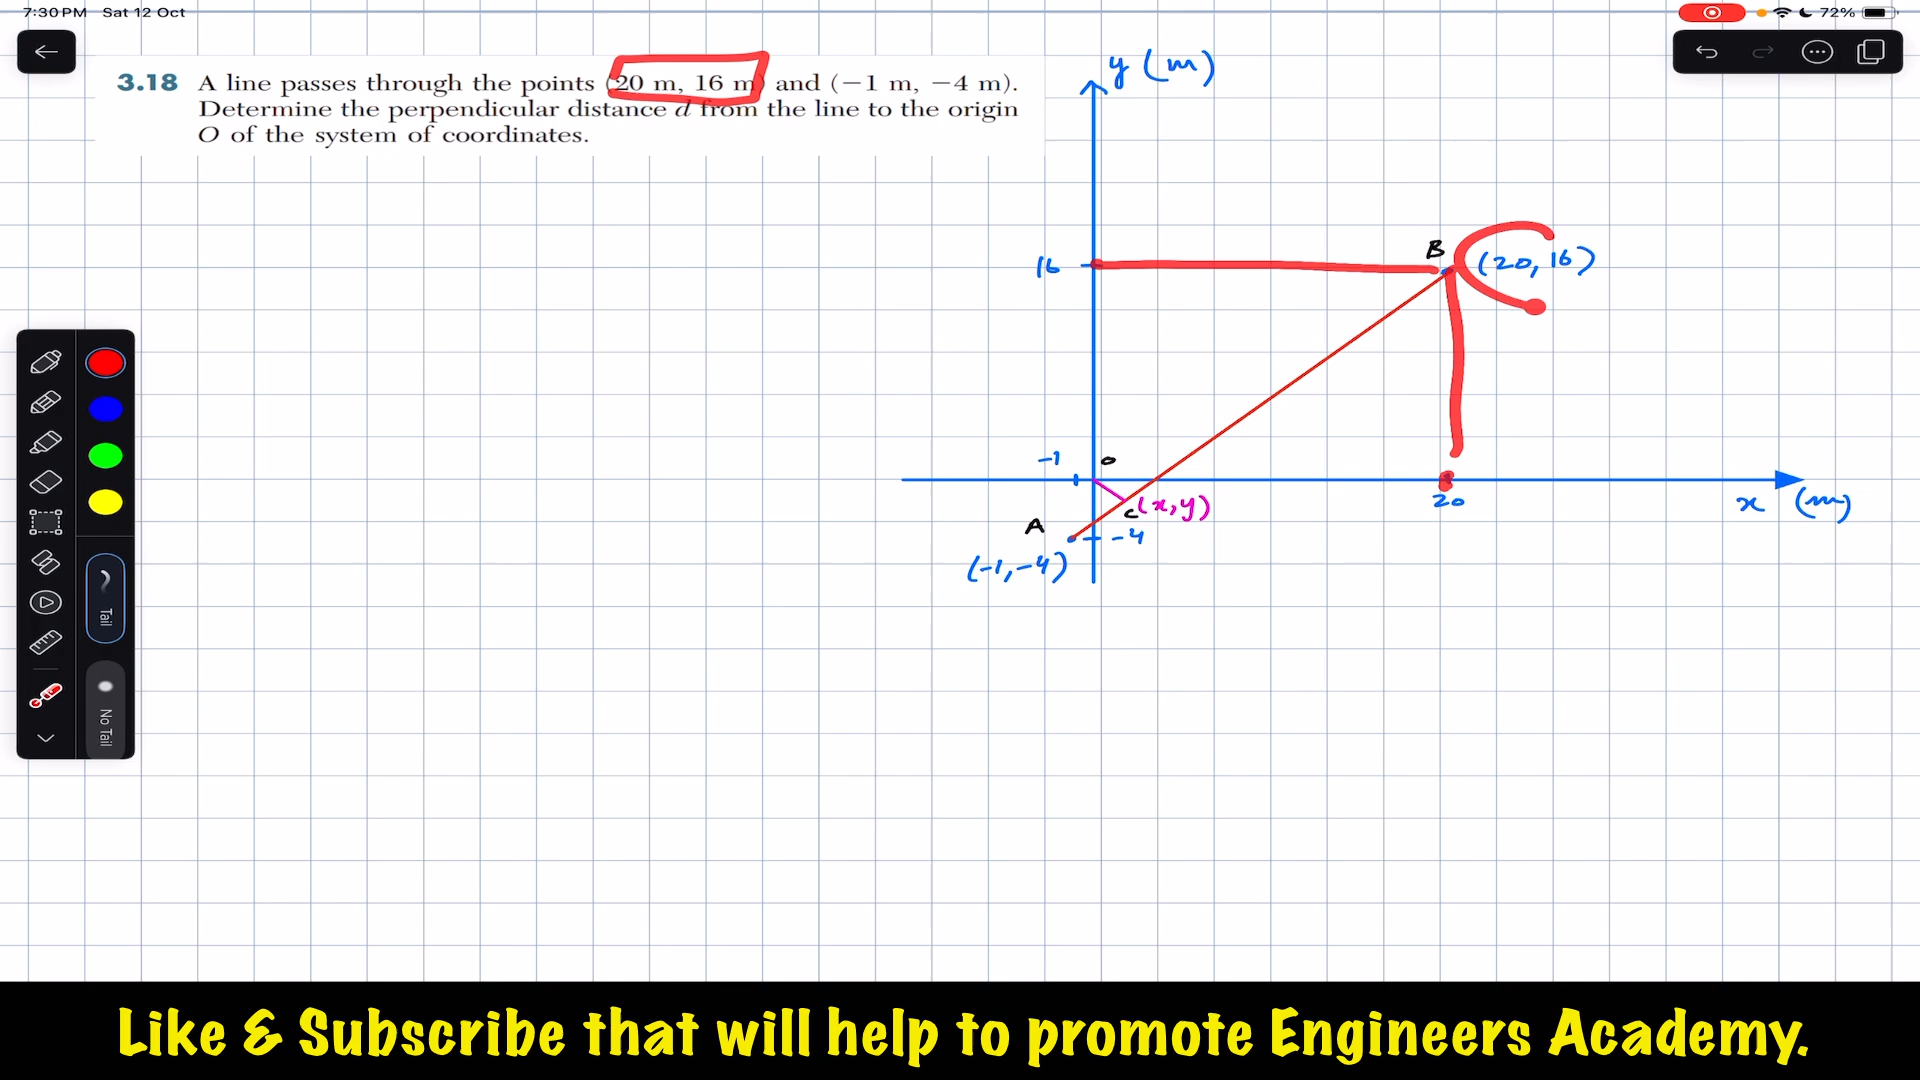 7:30 PM Sat 12 Oct
72%
3.18 A line passes through the points (20 m, 16 m) and (−1 m, −4 m).
Determine the perpendicular distance d from the line to the origin
O of the system of coordinates.
y (m)
B
(20, 16)
16
-1
O
20
x (m)
C (x, y)
A
-4
(-1, -4)
Tail
No Tail
Like & Subscribe that will help to promote Engineers Academy.